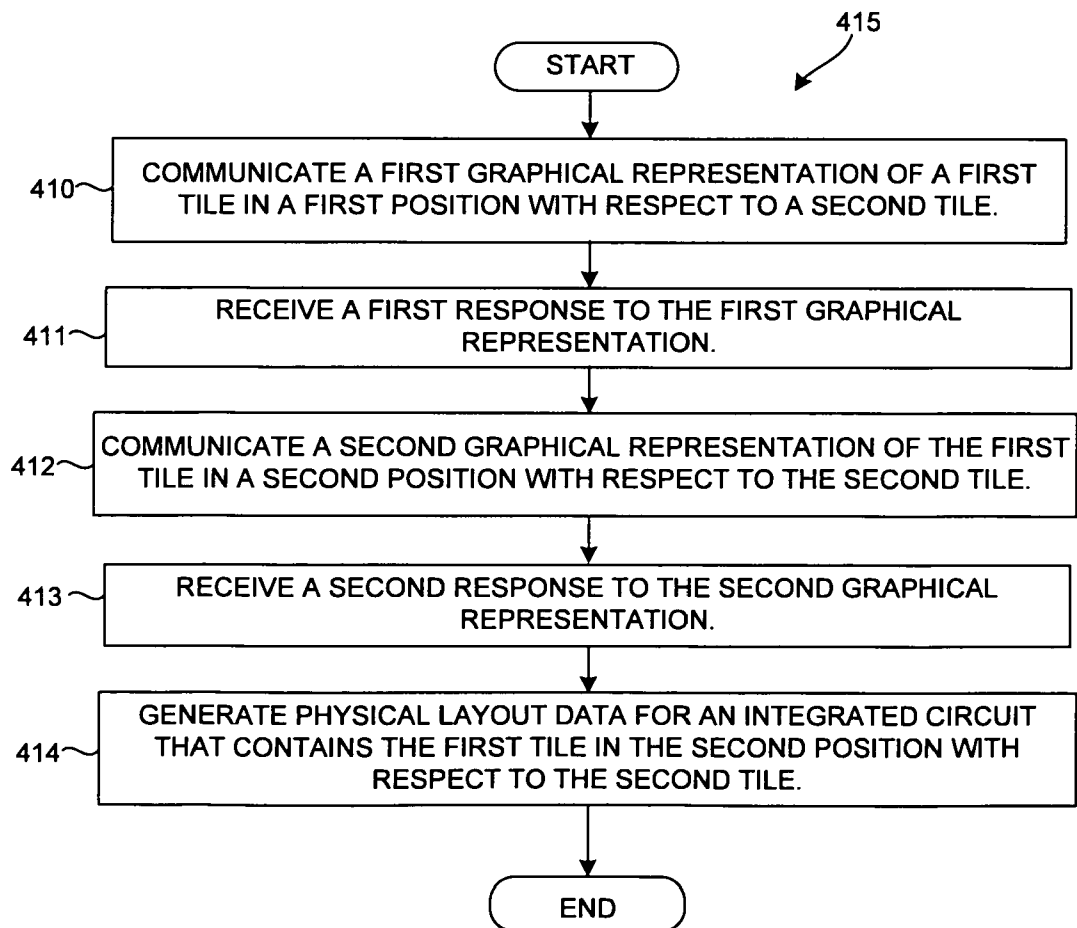 415
START
410
COMMUNICATE A FIRST GRAPHICAL REPRESENTATION OF A FIRST
TILE IN A FIRST POSITION WITH RESPECT TO A SECOND TILE.
411
RECEIVE A FIRST RESPONSE TO THE FIRST GRAPHICAL
REPRESENTATION.
412
COMMUNICATE A SECOND GRAPHICAL REPRESENTATION OF THE FIRST
TILE IN A SECOND POSITION WITH RESPECT TO THE SECOND TILE.
413
RECEIVE A SECOND RESPONSE TO THE SECOND GRAPHICAL
REPRESENTATION.
414
GENERATE PHYSICAL LAYOUT DATA FOR AN INTEGRATED CIRCUIT
THAT CONTAINS THE FIRST TILE IN THE SECOND POSITION WITH
RESPECT TO THE SECOND TILE.
END